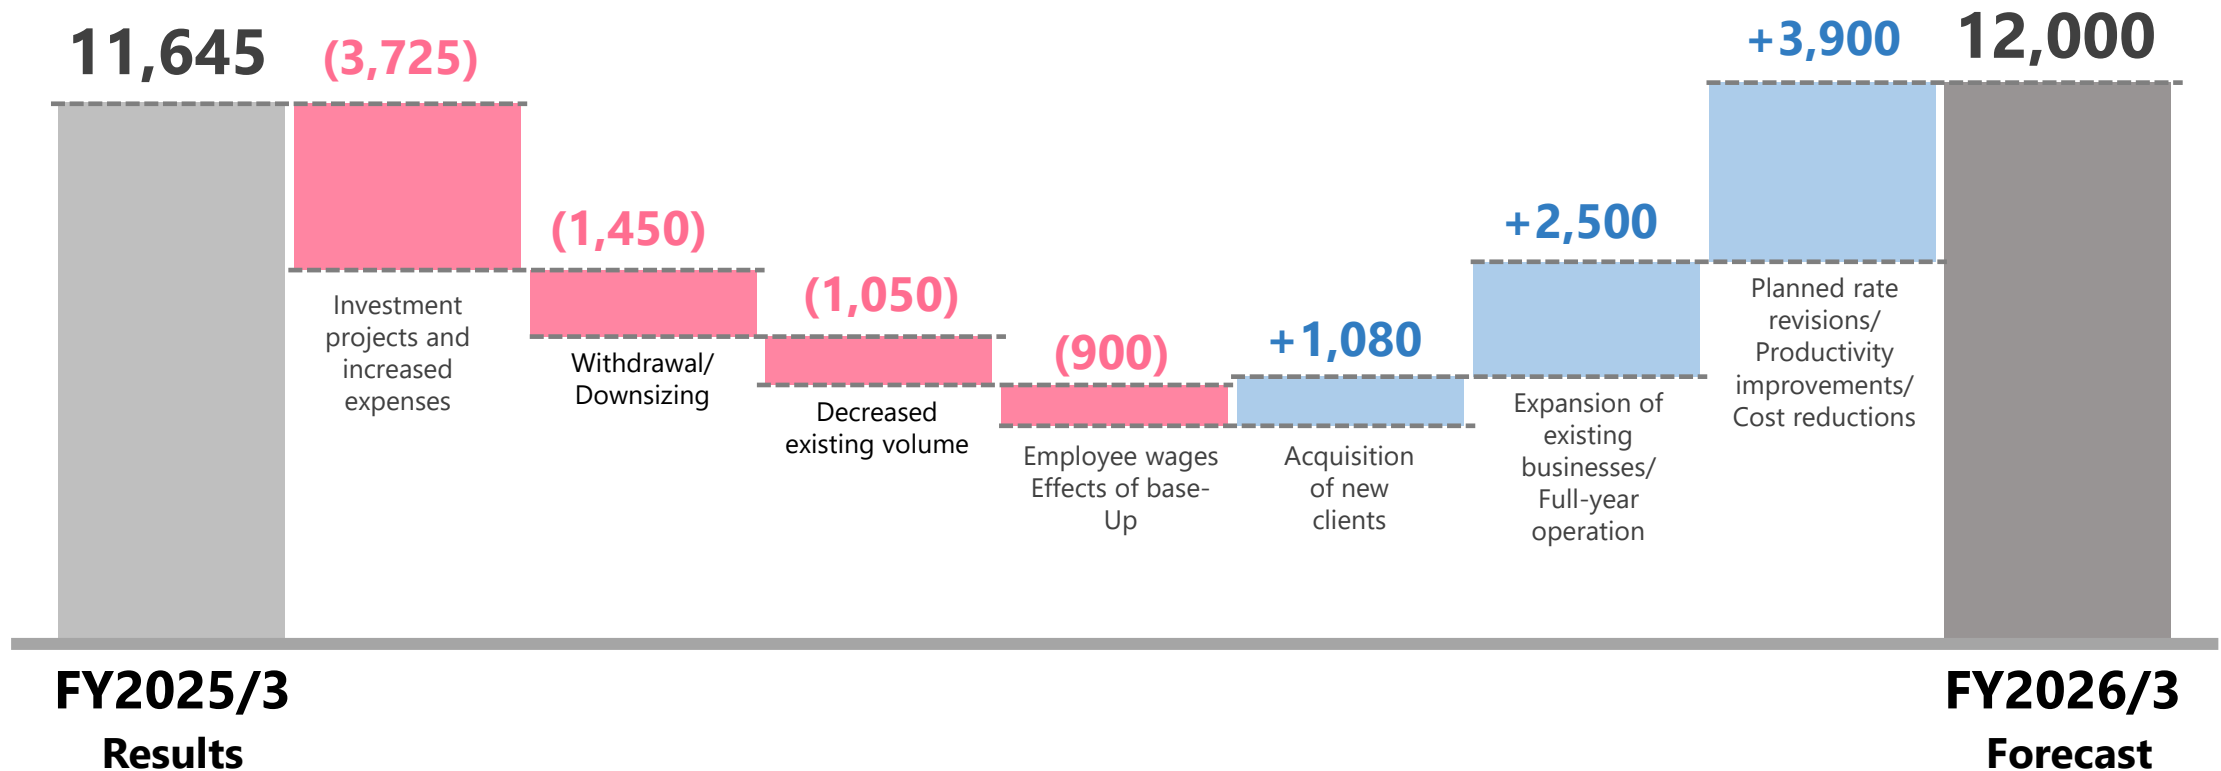 11,645
(3,725)
Investment
projects and
increased
expenses
(1,450)
Withdrawal/
Downsizing
(1,050)
Decreased
existing volume
(900)
Employee wages
Effects of base-
Up
+1,080
Acquisition
of new
clients
+2,500
Expansion of
existing
businesses/
Full-year
operation
+3,900
Planned rate
revisions/
Productivity
improvements/
Cost reductions
12,000
FY2025/3
Results
FY2026/3
Forecast